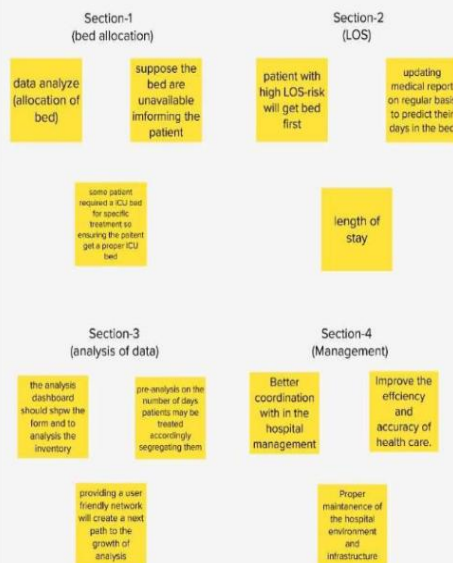 Section-1
(bed allocation)
data analyze
(allocation of
bed)
suppose the
bed are
unavailable
imforming the
patient
some patient
required a ICU bed
for specific
treatment so
ensuring the paitent
get a proper ICU
bed
Section-2
(LOS)
patient with
high LOS-risk
will get bed
first
updating
medical report
on regular basis
to predict their
days in the bed
length of
stay
Section-3
(analysis of data)
the analysis
dashboard
should shpw the
form and to
analysis the
inventory
pre-analysis on the
number of days
patients may be
treated
accordingly
segregating them
providing a user
friendly network
will create a next
path to the
growth of
analysis
Section-4
(Management)
Better
coordination
with in the
hospital
management
Improve the
effciency
and
accuracy of
health care.
Proper
maintanence of
the hospital
environment
and
infrastructure